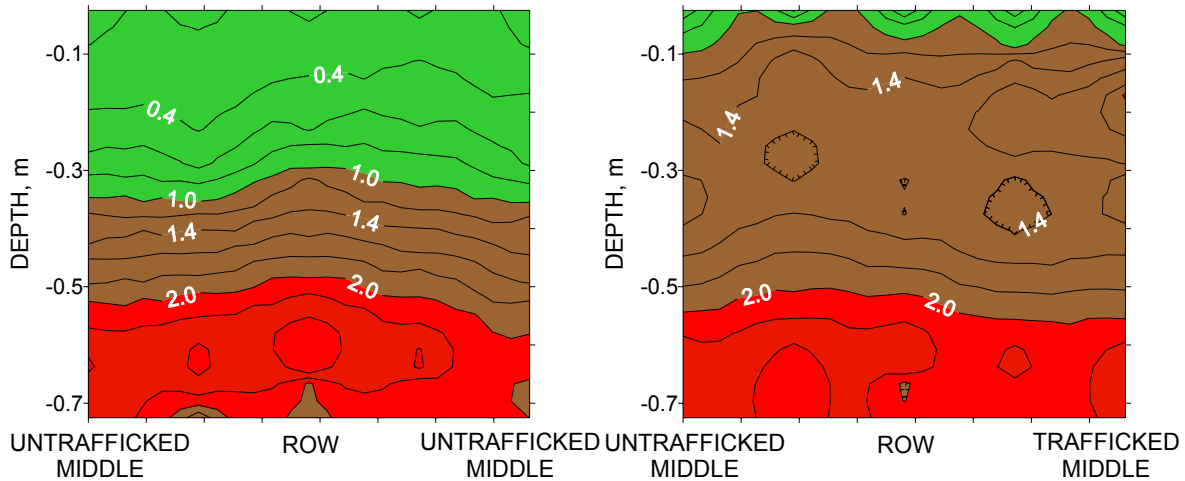 -0.1
-0.3
-0.5
-0.7
DEPTH, m
0.4
0.4
1.0
1.0
1.4
1.4
2.0
2.0
UNTRAFFICKED
MIDDLE
ROW
UNTRAFFICKED
MIDDLE
-0.1
-0.3
-0.5
-0.7
DEPTH, m
1.4
1.4
1.4
2.0
2.0
UNTRAFFICKED
MIDDLE
ROW
TRAFFICKED
MIDDLE